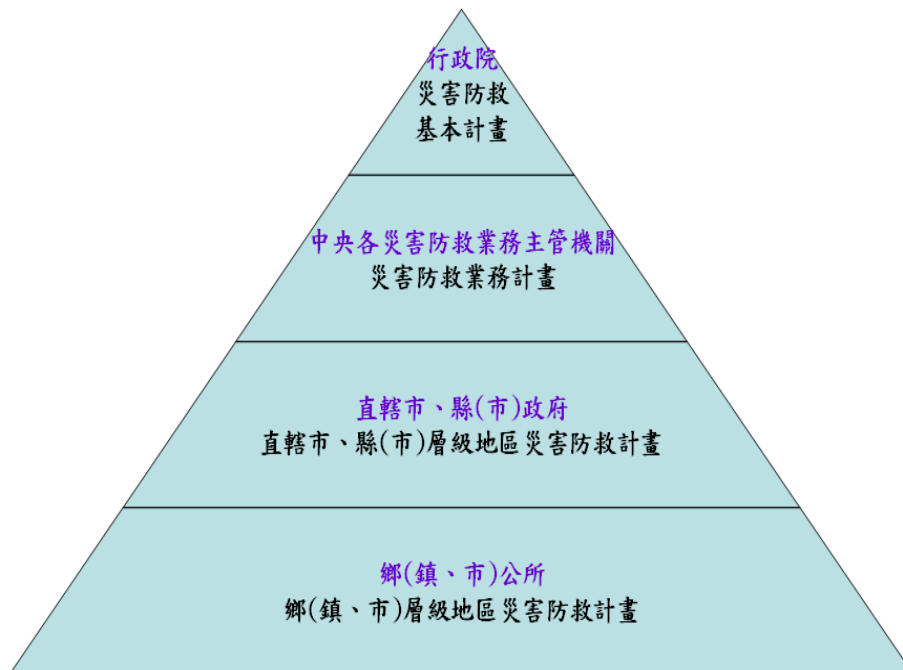 行政院
災害防救
基本計畫
中央各災害防救業務主管機關
災害防救業務計畫
直轄市、縣(市)政府
直轄市、縣(市)層級地區災害防救計畫
鄉(鎮、市)公所
鄉(鎮、市)層級地區災害防救計畫